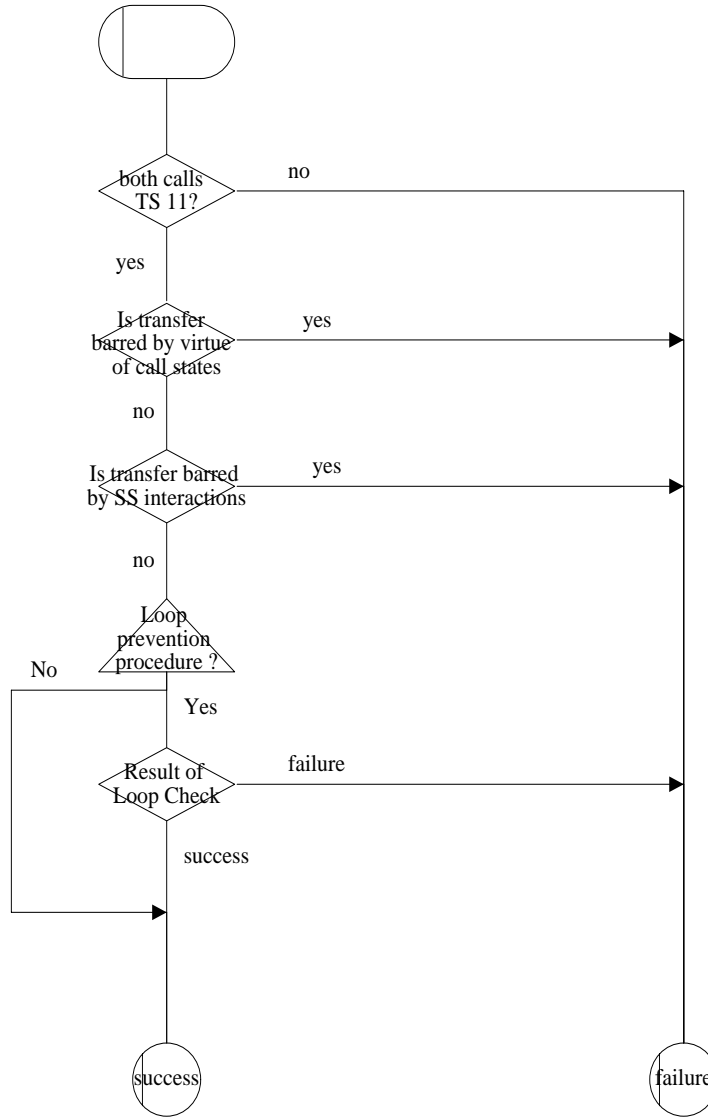 both calls
TS 11?
no
yes
Is transfer
barred by virtue
of call states
yes
no
Is transfer barred
by SS interactions
yes
no
Loop
prevention
procedure ?
No
Yes
Result of
Loop Check
failure
success
success
failure